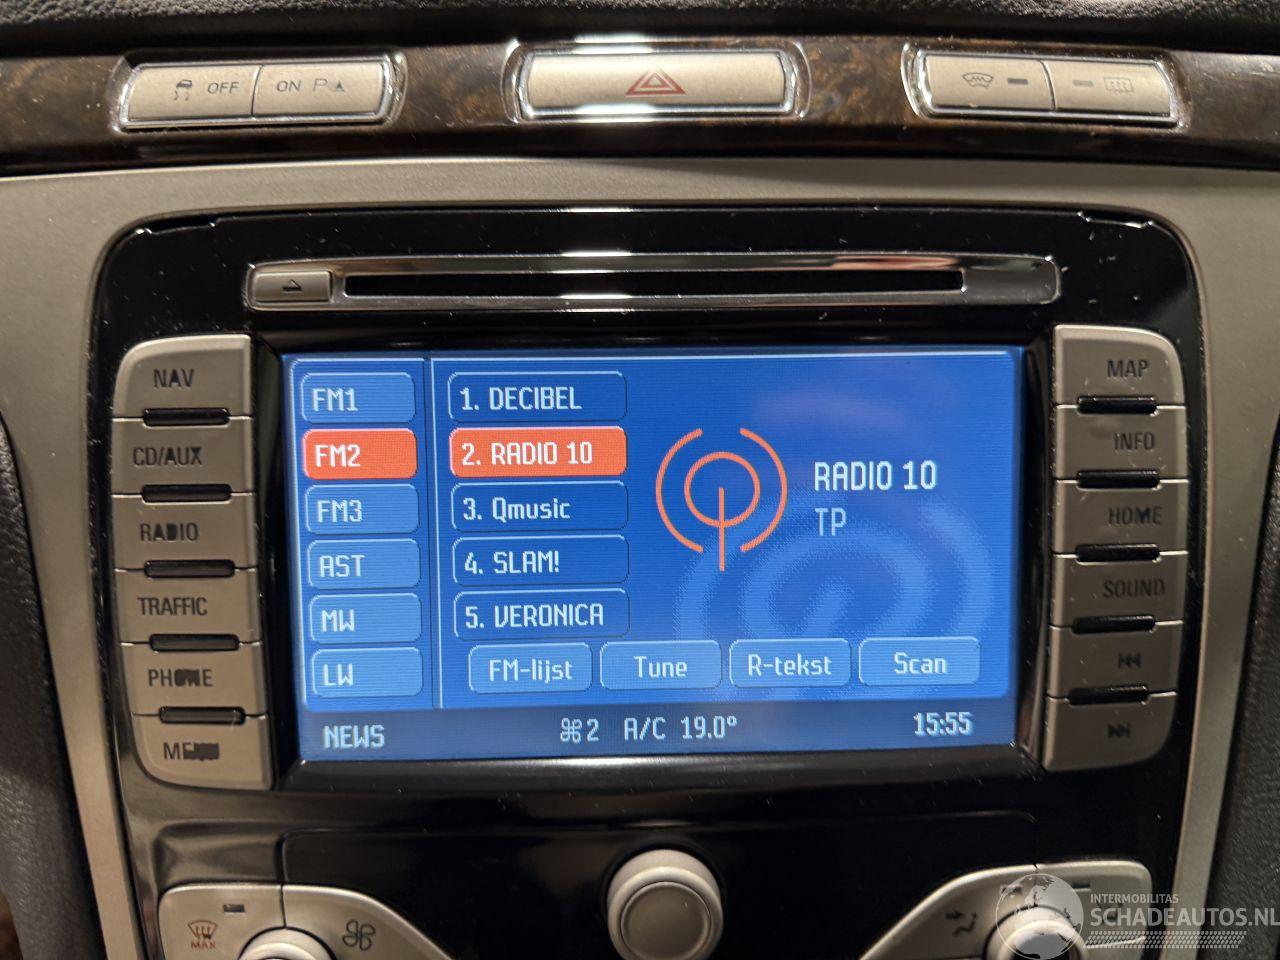 OFF ON P
NAV
CD/AUX
RADIO
TRAFFIC
PHONE
MENU
FM1
FM2
FM3
AST
MW
LW
1. DECIBEL
2. RADIO 10
3. Qmusic
4. SLAM!
5. VERONICA
RADIO 10
TP
FM-lijst Tune R-tekst Scan
NEWS ⌘2 A/C 19.0° 15:55
MAP
INFO
HOME
SOUND
MAX
INTERMOBILITAS
SCHADEAUTOS.NL